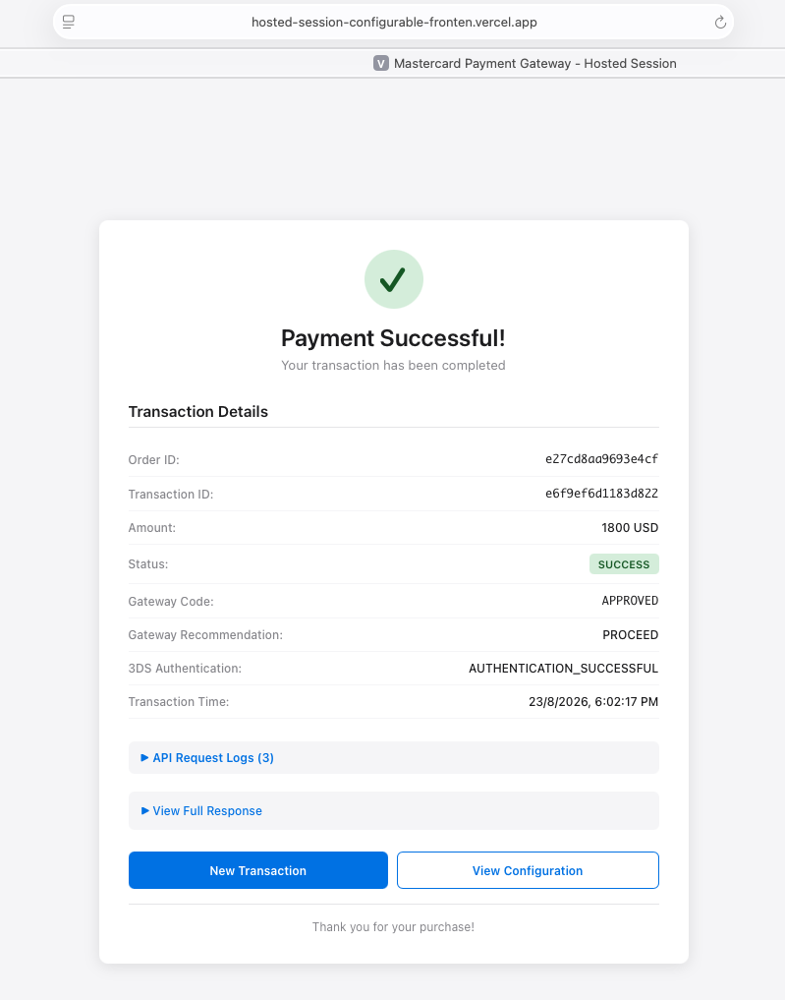 hosted-session-configurable-fronten.vercel.app
V Mastercard Payment Gateway - Hosted Session
Payment Successful!
Your transaction has been completed
Transaction Details
Order ID: e27cd8aa9693e4cf
Transaction ID: e6f9ef6d1183d822
Amount: 1800 USD
Status: SUCCESS
Gateway Code: APPROVED
Gateway Recommendation: PROCEED
3DS Authentication: AUTHENTICATION_SUCCESSFUL
Transaction Time: 23/8/2026, 6:02:17 PM
▶ API Request Logs (3)
▶ View Full Response
New Transaction View Configuration
Thank you for your purchase!